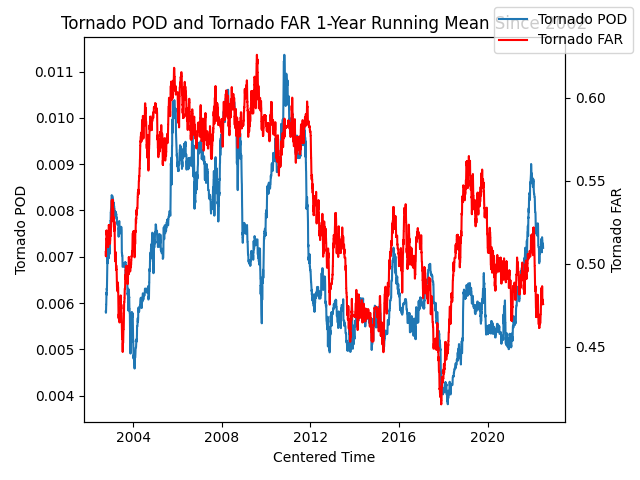 Tornado POD and Tornado FAR 1-Year Running Mean Since 2002
Tornado POD
Tornado FAR
0.011
0.010
0.009
0.008
0.007
0.006
0.005
0.004
Tornado POD
0.60
0.55
0.50
0.45
Tornado FAR
2004
2008
2012
2016
2020
Centered Time